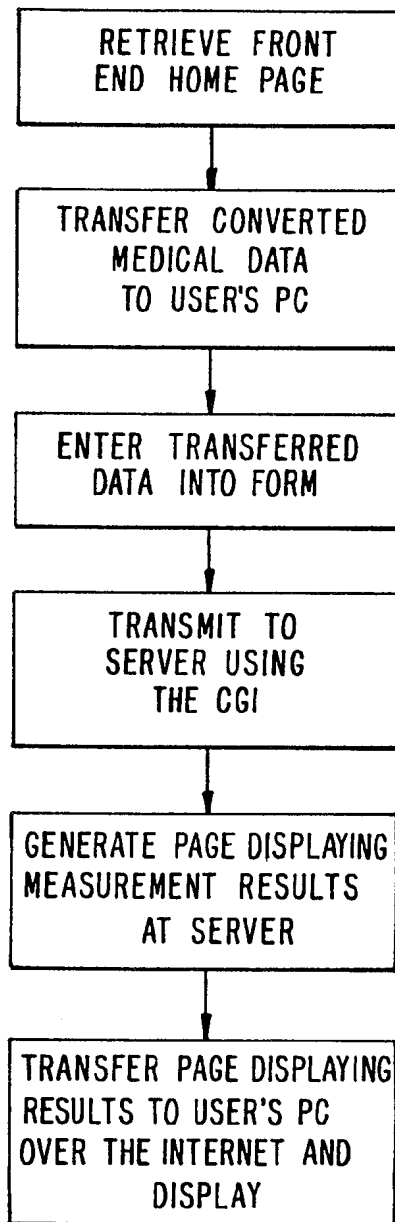 RETRIEVE FRONT
END HOME PAGE
TRANSFER CONVERTED
MEDICAL DATA
TO USER'S PC
ENTER TRANSFERRED
DATA INTO FORM
TRANSMIT TO
SERVER USING
THE CGI
GENERATE PAGE DISPLAYING
MEASUREMENT RESULTS
AT SERVER
TRANSFER PAGE DISPLAYING
RESULTS TO USER'S PC
OVER THE INTERNET AND
DISPLAY